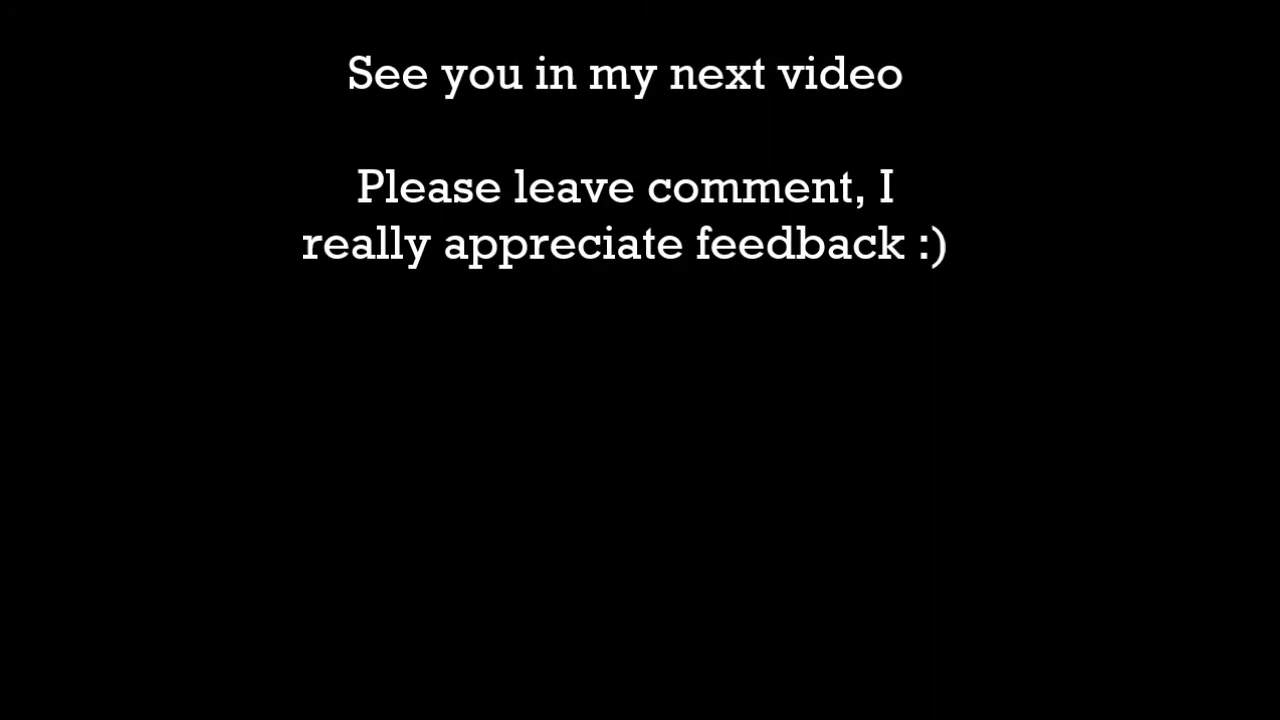 See you in my next video
Please leave comment, I
really appreciate feedback :)